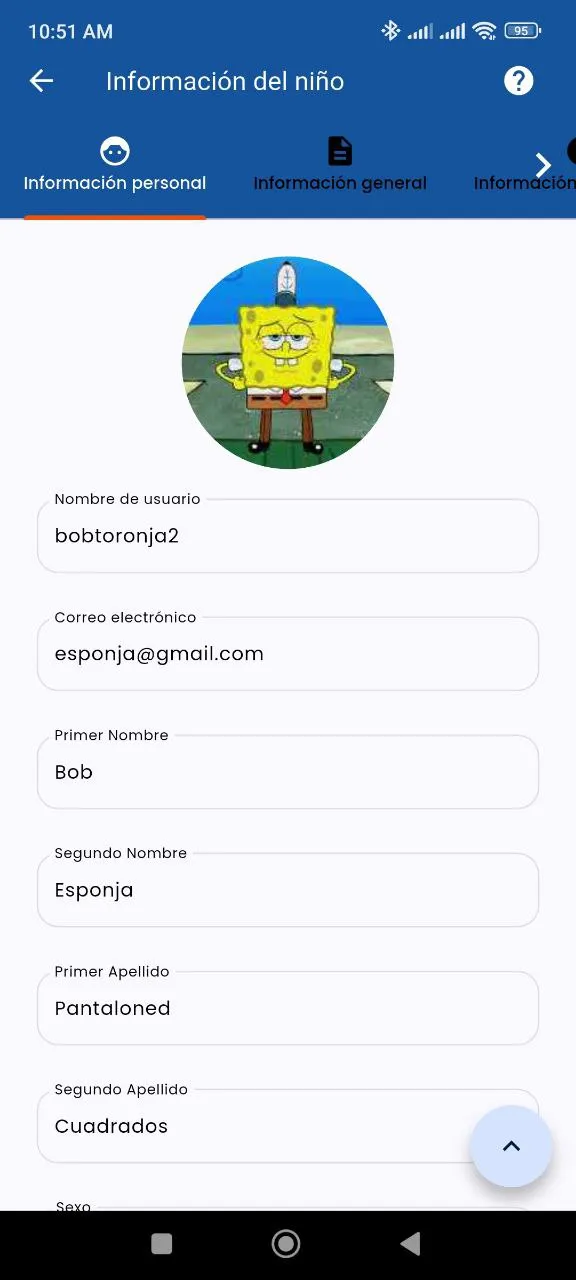 10:51 AM
95
Información del niño
Información personal
Información general
Información
Nombre de usuario
bobtoronja2
Correo electrónico
esponja@gmail.com
Primer Nombre
Bob
Segundo Nombre
Esponja
Primer Apellido
Pantaloned
Segundo Apellido
Cuadrados
Sexo